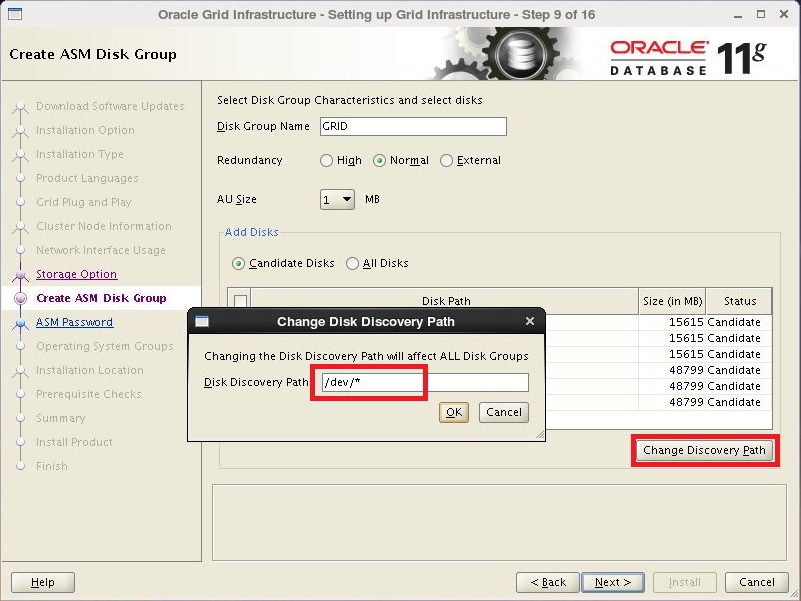 Oracle Grid Infrastructure - Setting up Grid Infrastructure - Step 9 of 16
Create ASM Disk Group
ORACLE
DATABASE 11g
Download Software Updates
Installation Option
Installation Type
Product Languages
Grid Plug and Play
Cluster Node Information
Network Interface Usage
Storage Option
Create ASM Disk Group
ASM Password
Operating System Groups
Installation Location
Prerequisite Checks
Summary
Install Product
Finish
Select Disk Group Characteristics and select disks
Disk Group Name GRID
Redundancy High Normal External
AU Size 1 MB
Add Disks
Candidate Disks All Disks
Disk Path Size (in MB) Status
15615 Candidate
15615 Candidate
15615 Candidate
48799 Candidate
48799 Candidate
48799 Candidate
Change Disk Discovery Path
Changing the Disk Discovery Path will affect ALL Disk Groups
Disk Discovery Path /dev/*
OK Cancel
Change Discovery Path
Help < Back Next > Install Cancel